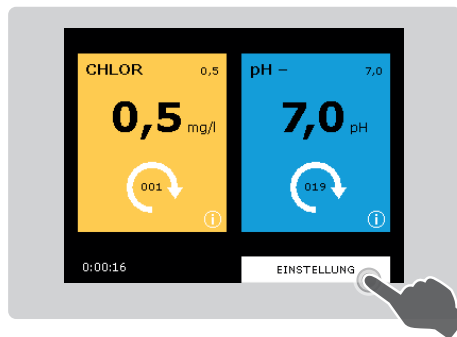 CHLOR 0,5
0,5 mg/l
001
i
pH – 7,0
7,0 pH
019
i
0:00:16
EINSTELLUNG